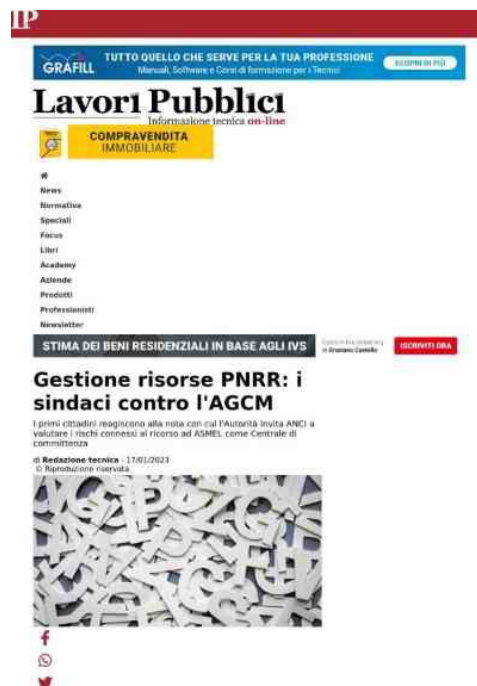 lP
GRAFILL
TUTTO QUELLO CHE SERVE PER LA TUA PROFESSIONE
Manuali, Software e Corsi di formazione per i Tecnici
SCOPRI DI PIÙ
Lavori Pubblici
Informazione tecnica on-line
COMPRAVENDITA
IMMOBILIARE
News
Normativa
Speciali
Focus
Libri
Academy
Aziende
Prodotti
Professionisti
Newsletter
STIMA DEI BENI RESIDENZIALI IN BASE AGLI IVS
ISCRIVITI ORA
Gestione risorse PNRR: i
sindaci contro l'AGCM
I primi cittadini reagiscono alla nota con cui l'Autorità invita ANCI a
valutare i rischi connessi al ricorso ad ASMEL come Centrale di
committenza
di Redazione tecnica - 17/01/2023
© Riproduzione riservata